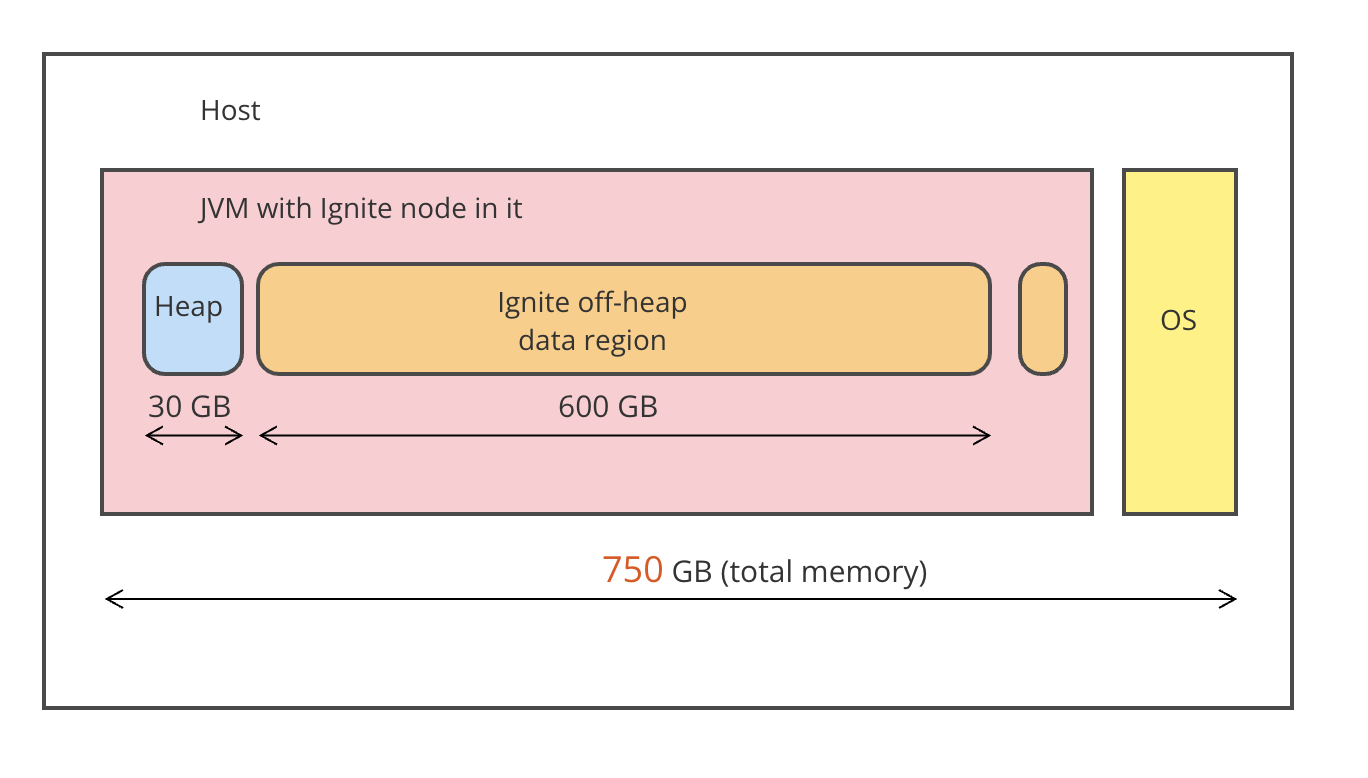 Host
JVM with Ignite node in it
Heap
Ignite off-heap
data region
OS
30 GB
600 GB
750 GB (total memory)